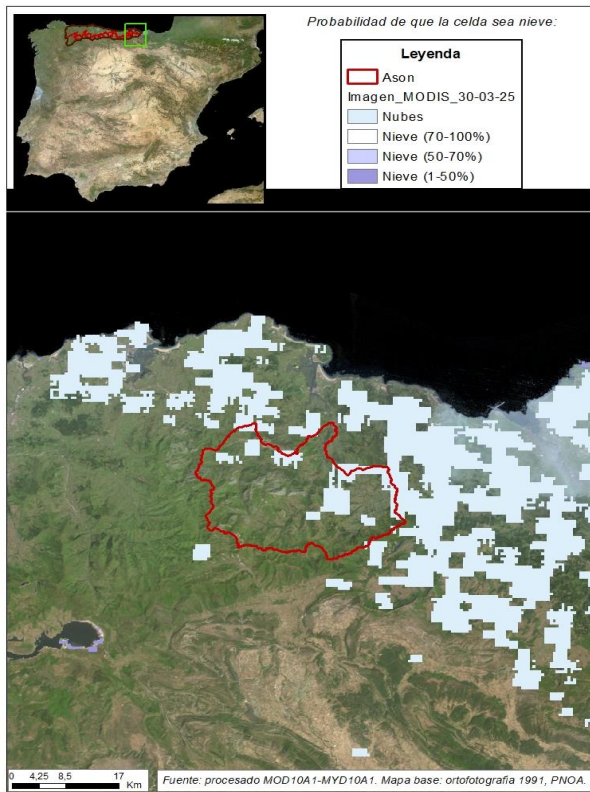 Probabilidad de que la celda sea nieve:
Leyenda
Ason
Imagen_MODIS_30-03-25
Nubes
Nieve (70-100%)
Nieve (50-70%)
Nieve (1-50%)
0 4,25 8,5 17
Km
Fuente: procesado MOD10A1-MYD10A1. Mapa base: ortofotografia 1991, PNOA.